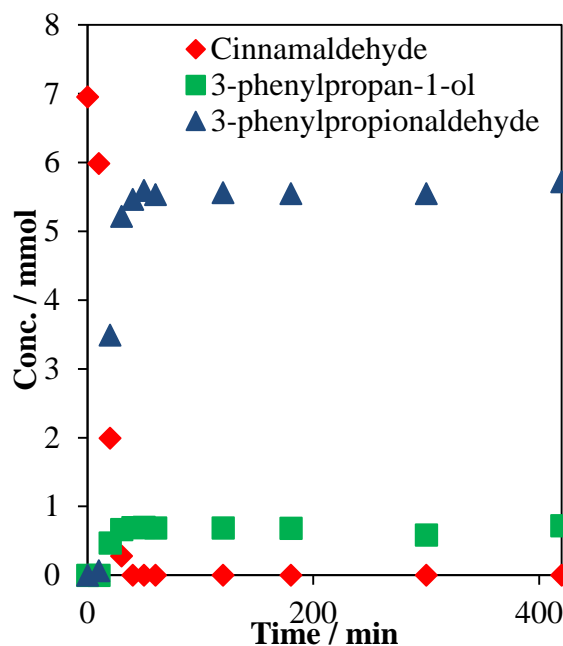 8
7
6
5
4
3
2
1
0
Conc. / mmol
Cinnamaldehyde
3-phenylpropan-1-ol
3-phenylpropionaldehyde
0
200
400
Time / min